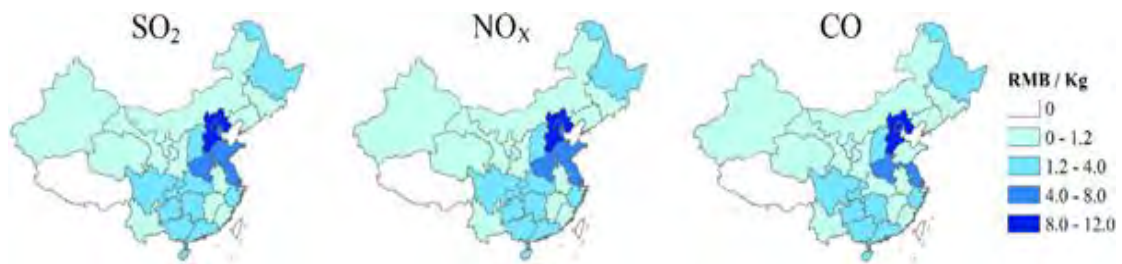 SO₂
NOₓ
CO
RMB / Kg
0
0 - 1.2
1.2 - 4.0
4.0 - 8.0
8.0 - 12.0